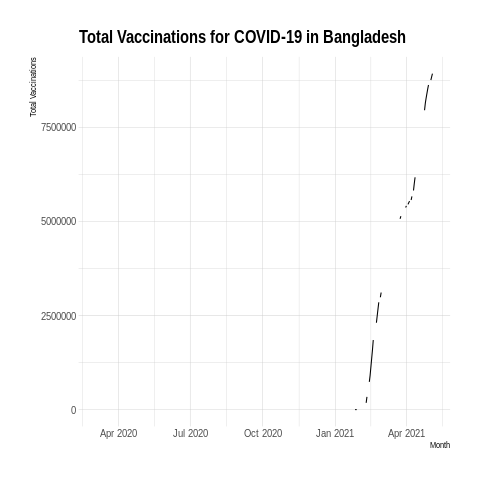 Total Vaccinations for COVID-19 in Bangladesh
Total Vaccinations
7500000
5000000
2500000
0
Apr 2020 Jul 2020 Oct 2020 Jan 2021 Apr 2021
Month